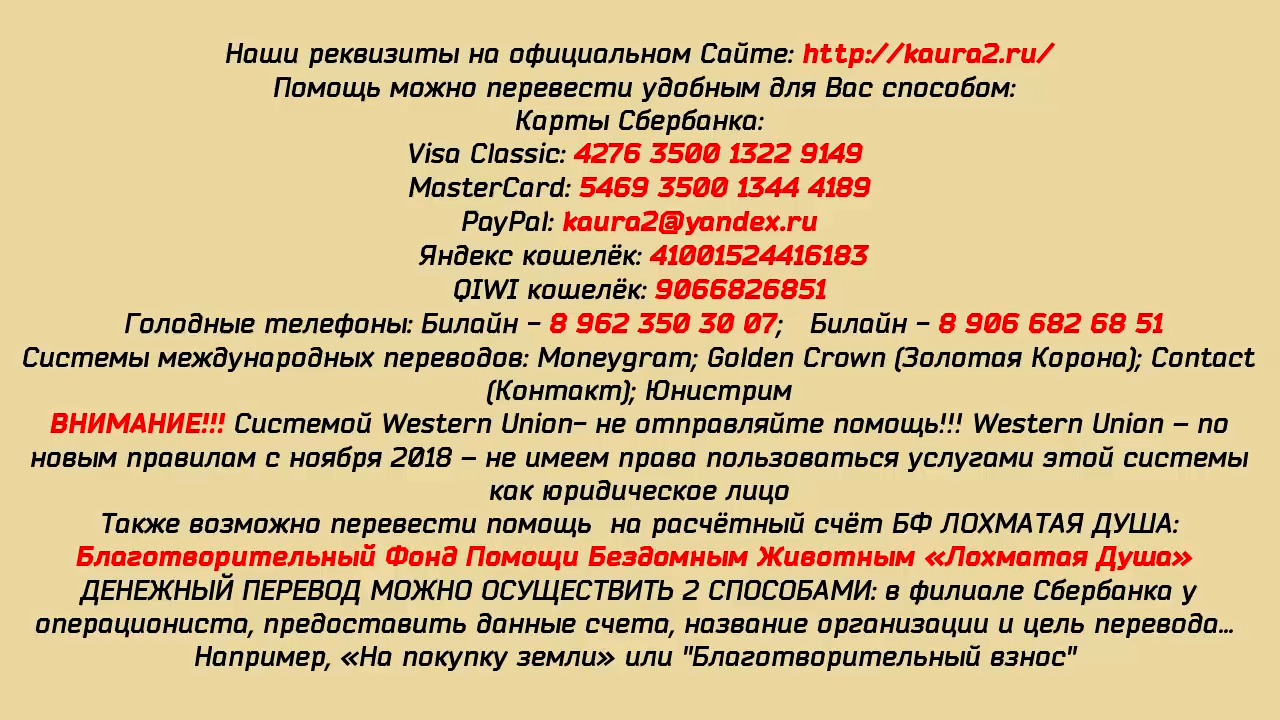 Наши реквизиты на официальном Сайте: http://kaura2.ru/
Помощь можно перевести удобным для Вас способом:
Карты Сбербанка:
Visa Classic: 4276 3500 1322 9149
MasterCard: 5469 3500 1344 4189
PayPal: kaura2@yandex.ru
Яндекс кошелёк: 41001524416183
QIWI кошелёк: 9066826851
Голодные телефоны: Билайн - 8 962 350 30 07; Билайн - 8 906 682 68 51
Системы международных переводов: Moneygram; Golden Crown (Золотая Корона); Contact
(Контакт); Юнистрим
ВНИМАНИЕ!!! Системой Western Union- не отправляйте помощь!!! Western Union – по
новым правилам с ноября 2018 – не имеем права пользоваться услугами этой системы
как юридическое лицо
Также возможно перевести помощь на расчётный счёт БФ ЛОХМАТАЯ ДУША:
Благотворительный Фонд Помощи Бездомным Животным «Лохматая Душа»
ДЕНЕЖНЫЙ ПЕРЕВОД МОЖНО ОСУЩЕСТВИТЬ 2 СПОСОБАМИ: в филиале Сбербанка у
операциониста, предоставить данные счета, название организации и цель перевода...
Например, «На покупку земли» или "Благотворительный взнос"